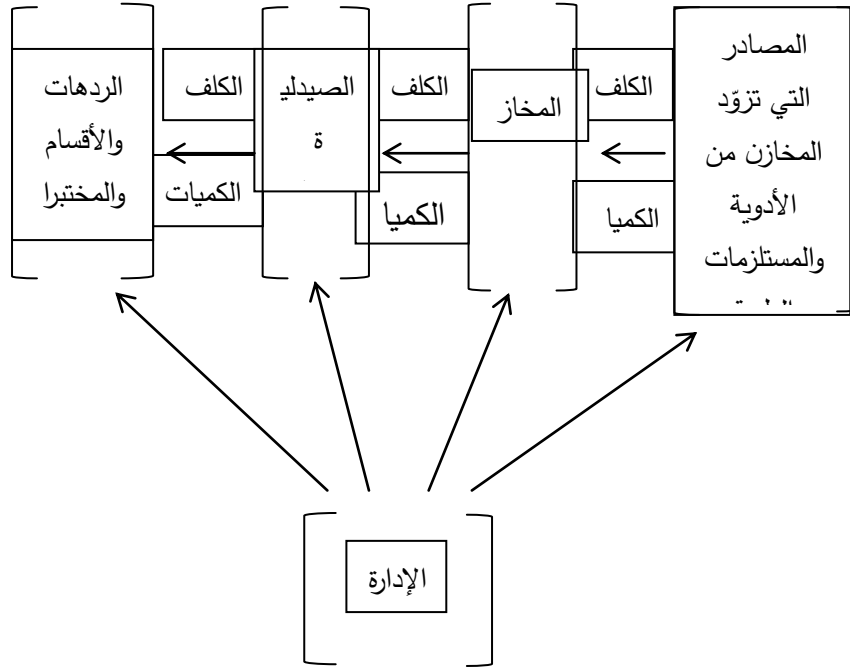 المصادر
التي تزوّد
المخازن من
الأدوية
والمستلزمات
الكلف
الكميا
المخاز
الكلف
الكميا
الصيدلي
ة
الكلف
الكميات
الردهات
والأقسام
والمختبرا
الإدارة